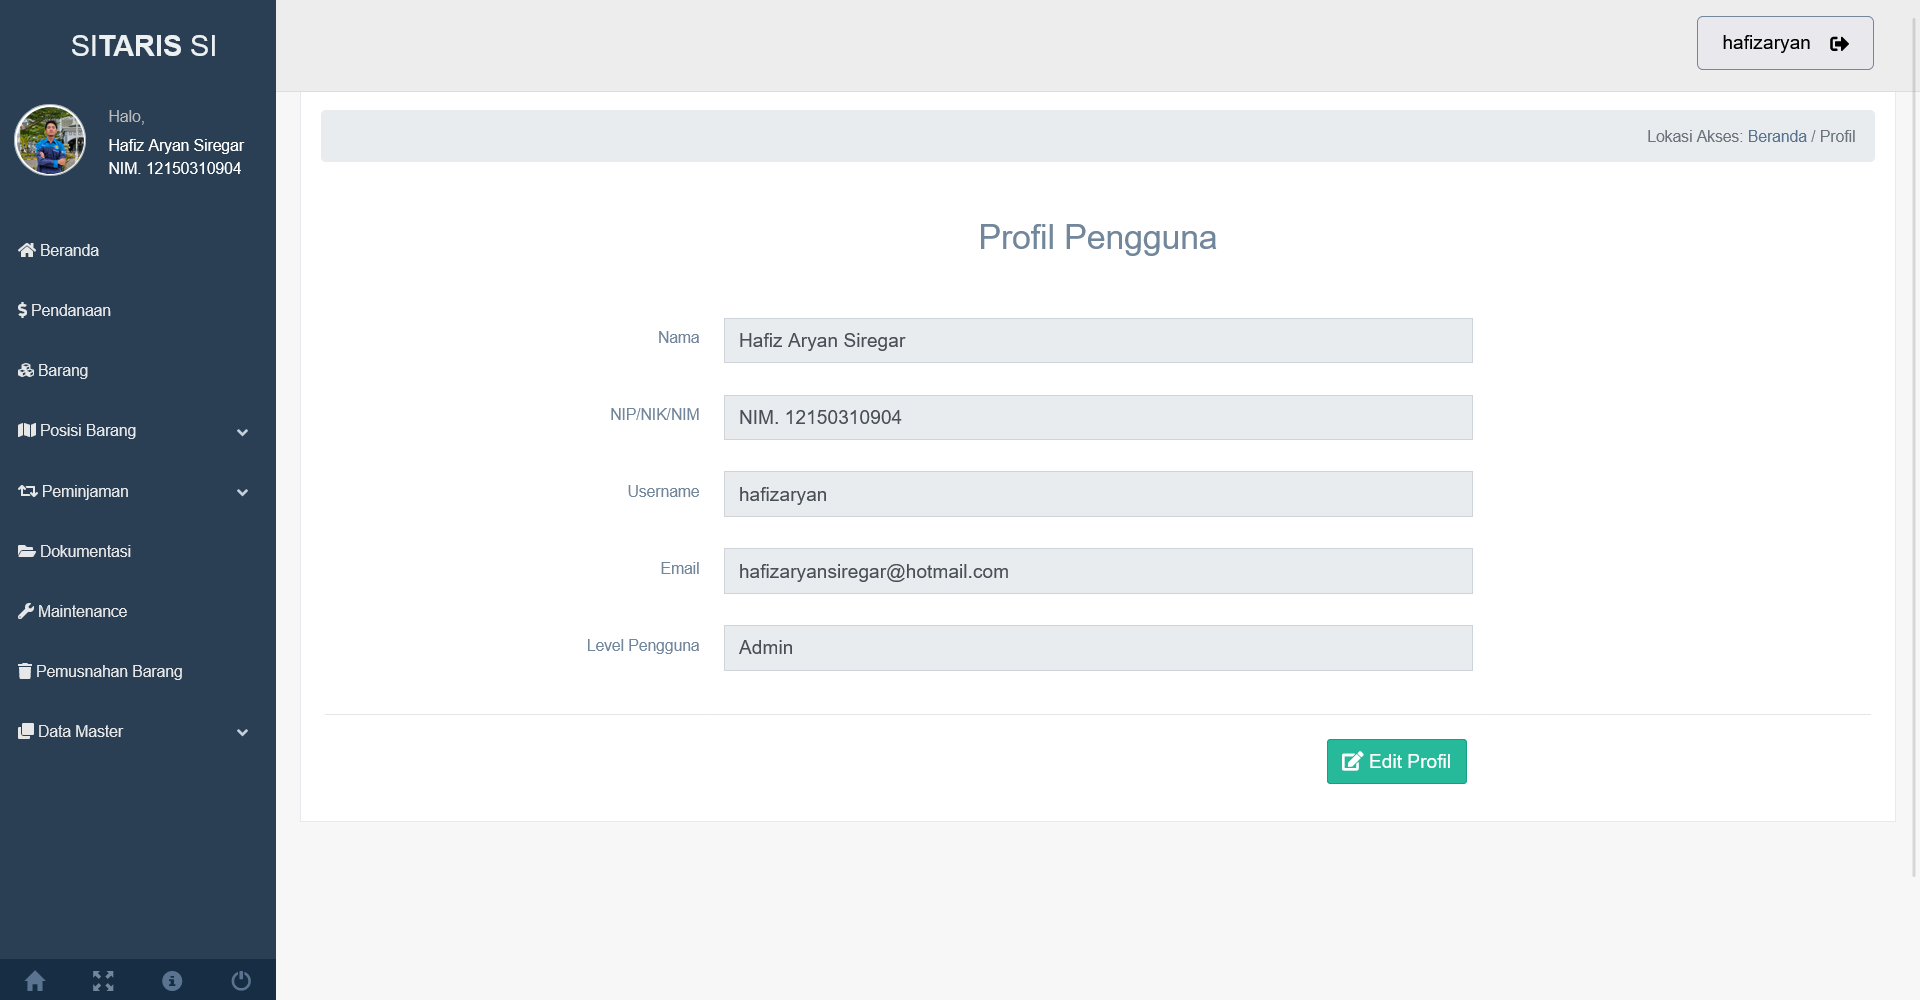 SITARIS SI
Halo,
Hafiz Aryan Siregar
NIM. 12150310904
Beranda
Pendanaan
Barang
Posisi Barang
Peminjaman
Dokumentasi
Maintenance
Pemusnahan Barang
Data Master
hafizaryan
Lokasi Akses: Beranda / Profil
Profil Pengguna
Nama
Hafiz Aryan Siregar
NIP/NIK/NIM
NIM. 12150310904
Username
hafizaryan
Email
hafizaryansiregar@hotmail.com
Level Pengguna
Admin
Edit Profil